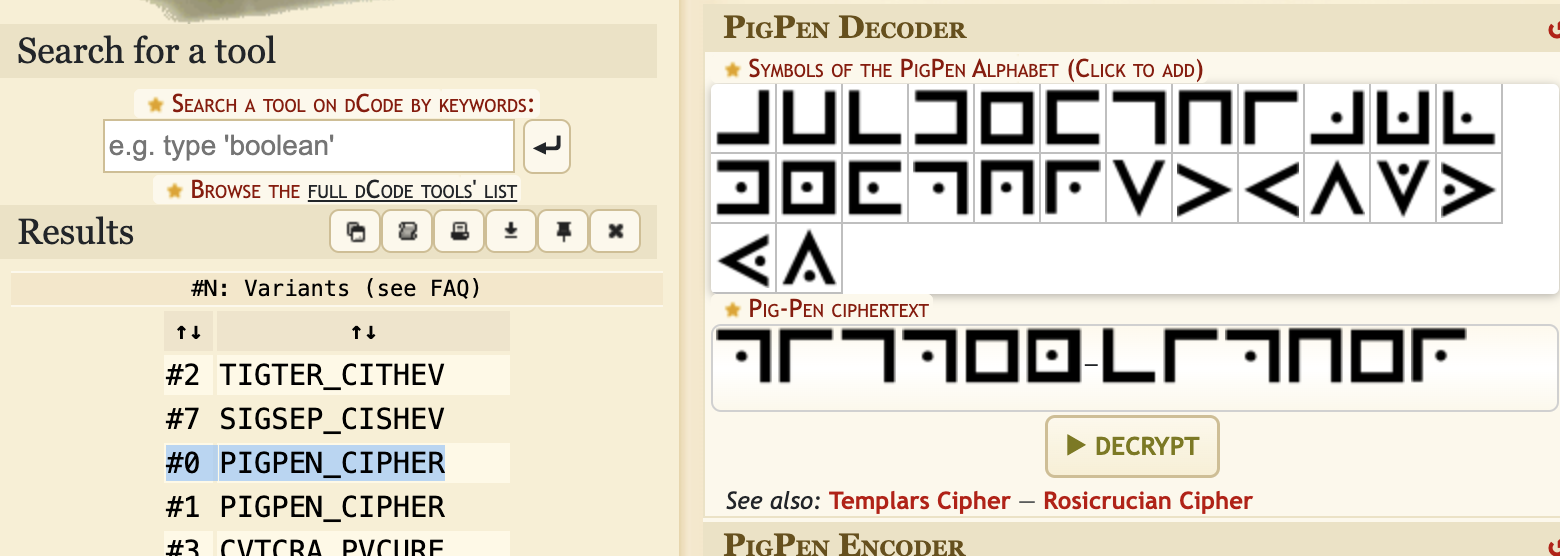 Search for a tool
Search a tool on dCode by keywords:
e.g. type 'boolean'
Browse the full dCode tools' list
Results
#N: Variants (see FAQ)
↑↓ ↑↓
#2 TIGTER_CITHEV
#7 SIGSEP_CISHEV
#0 PIGPEN_CIPHER
#1 PIGPEN_CIPHER
#3 CVTCRA_PVCURE
PigPen Decoder
Symbols of the PigPen Alphabet (Click to add)
Pig-Pen ciphertext
_
▶ DECRYPT
See also: Templars Cipher — Rosicrucian Cipher
PigPen Encoder